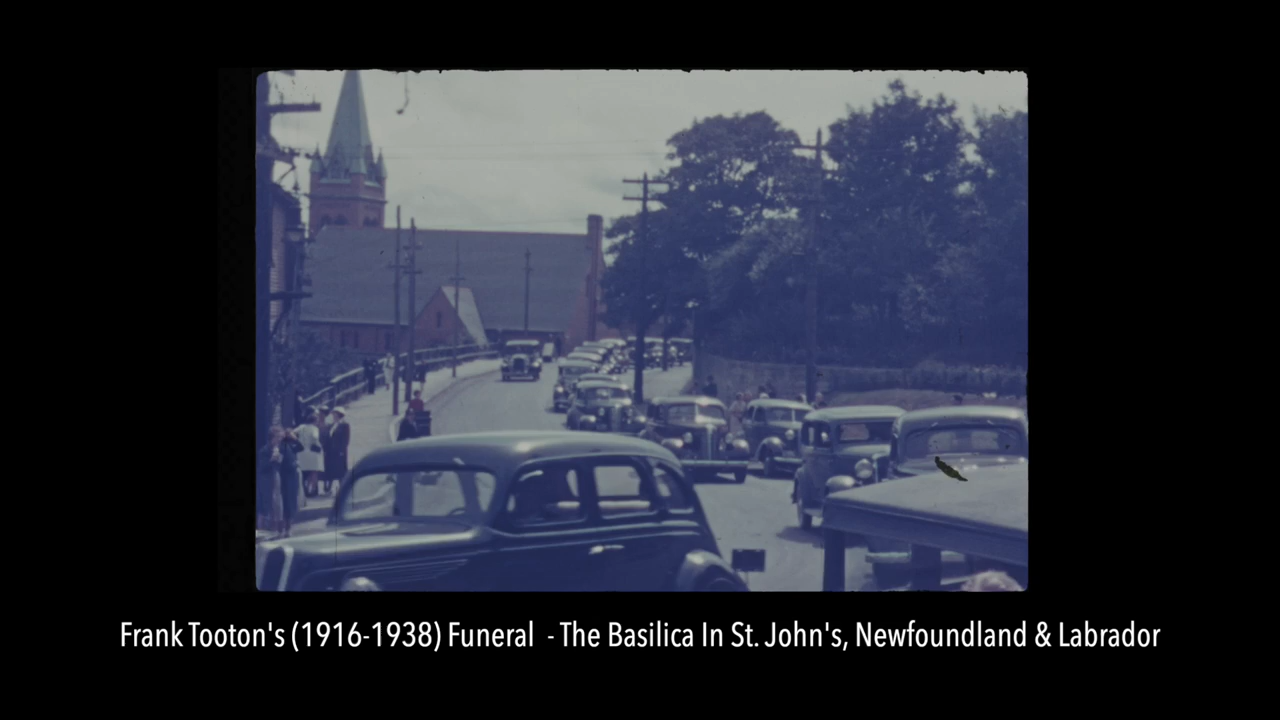 Frank Tooton's (1916-1938) Funeral - The Basilica In St. John's, Newfoundland & Labrador